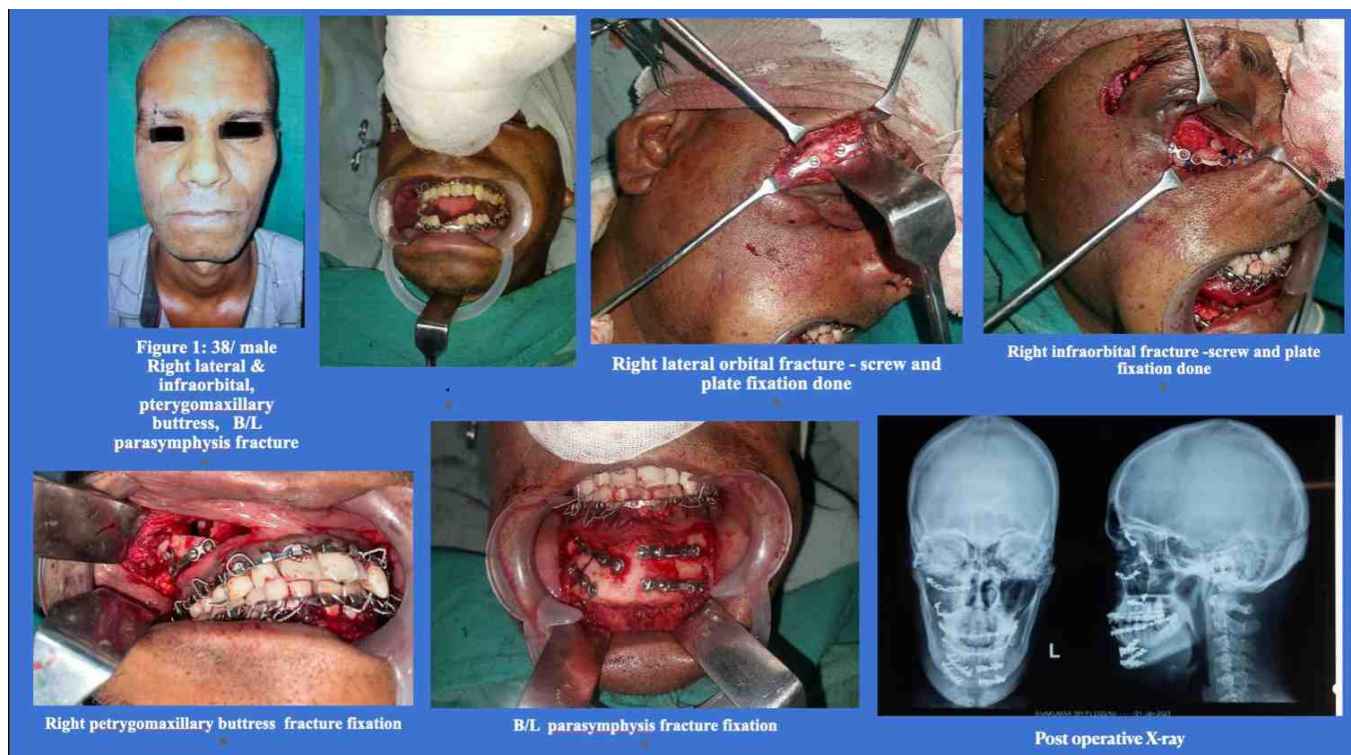 Figure 1: 38/ male
Right lateral &
infraorbital,
pterygomaxillary
buttress, B/L
parasymphysis fracture
Right lateral orbital fracture - screw and
plate fixation done
Right infraorbital fracture -screw and plate
fixation done
Right petrygomaxillary buttress fracture fixation
B/L parasymphysis fracture fixation
L
Post operative X-ray